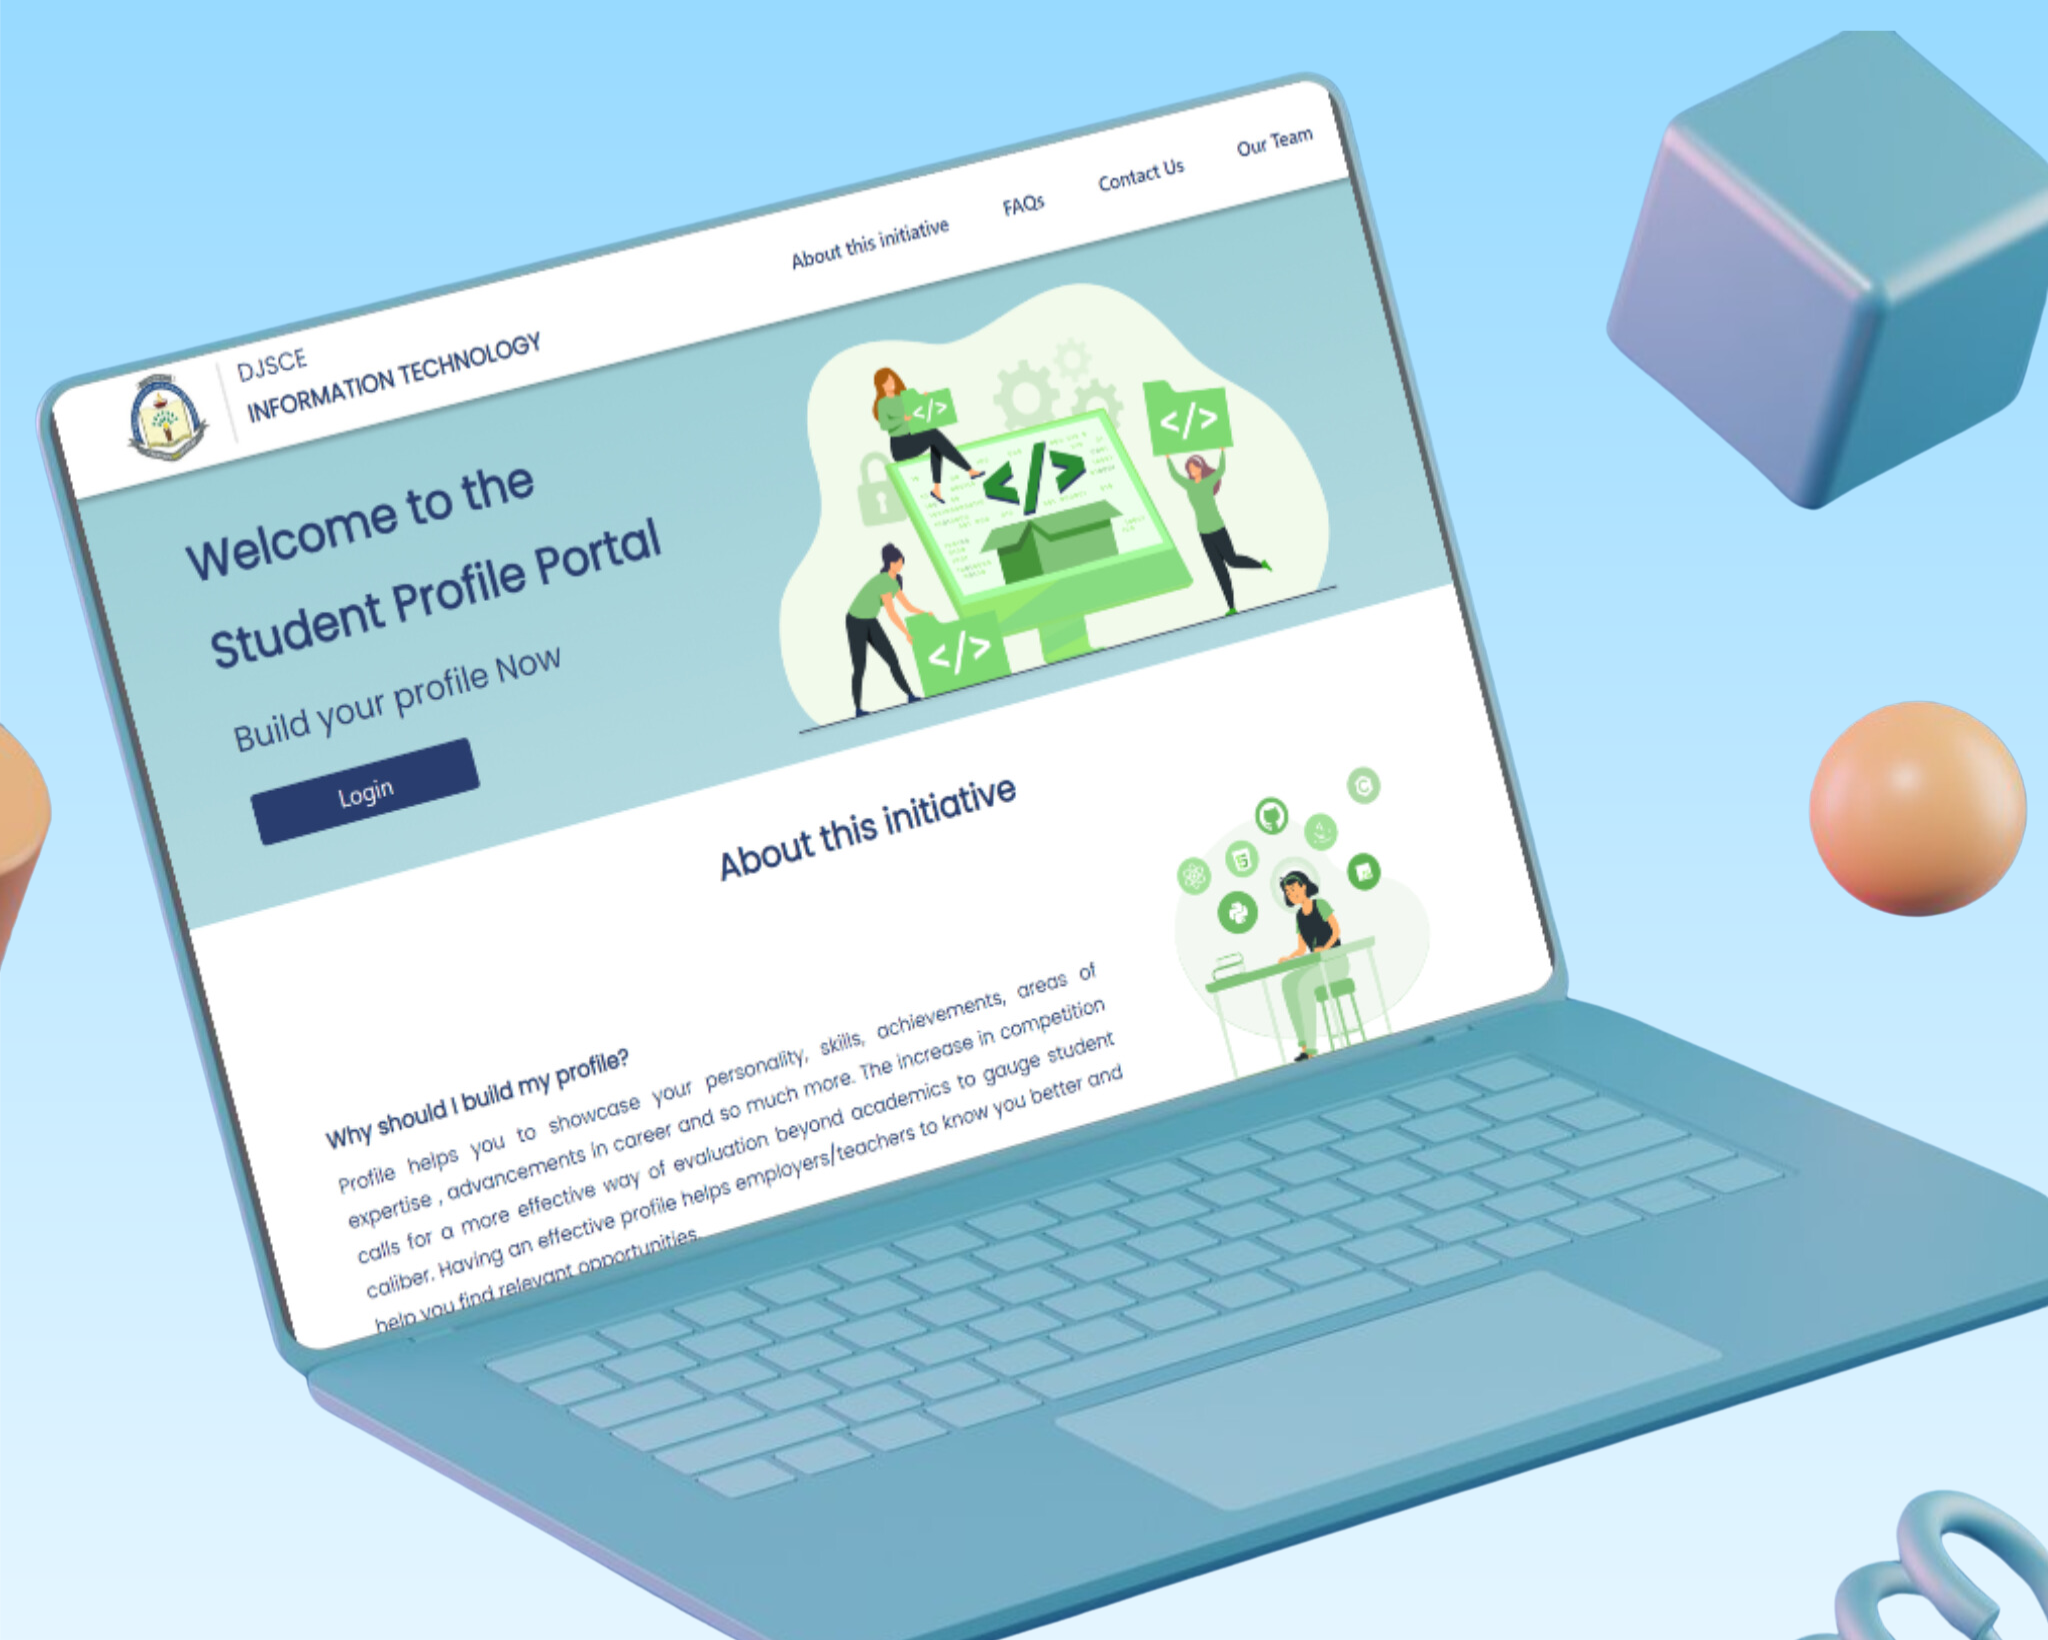 DJSCE
INFORMATION TECHNOLOGY
About this initiative
FAQs
Contact Us
Our Team
Welcome to the
Student Profile Portal
Build your profile Now
Login
</>
</>
</>
</>
About this initiative
Why should I build my profile?
Profile helps you to showcase your personality, skills, achievements, areas of
expertise , advancements in career and so much more. The increase in competition
calls for a more effective way of evaluation beyond academics to gauge student
caliber. Having an effective profile helps employers/teachers to know you better and
help you find relevant opportunities.